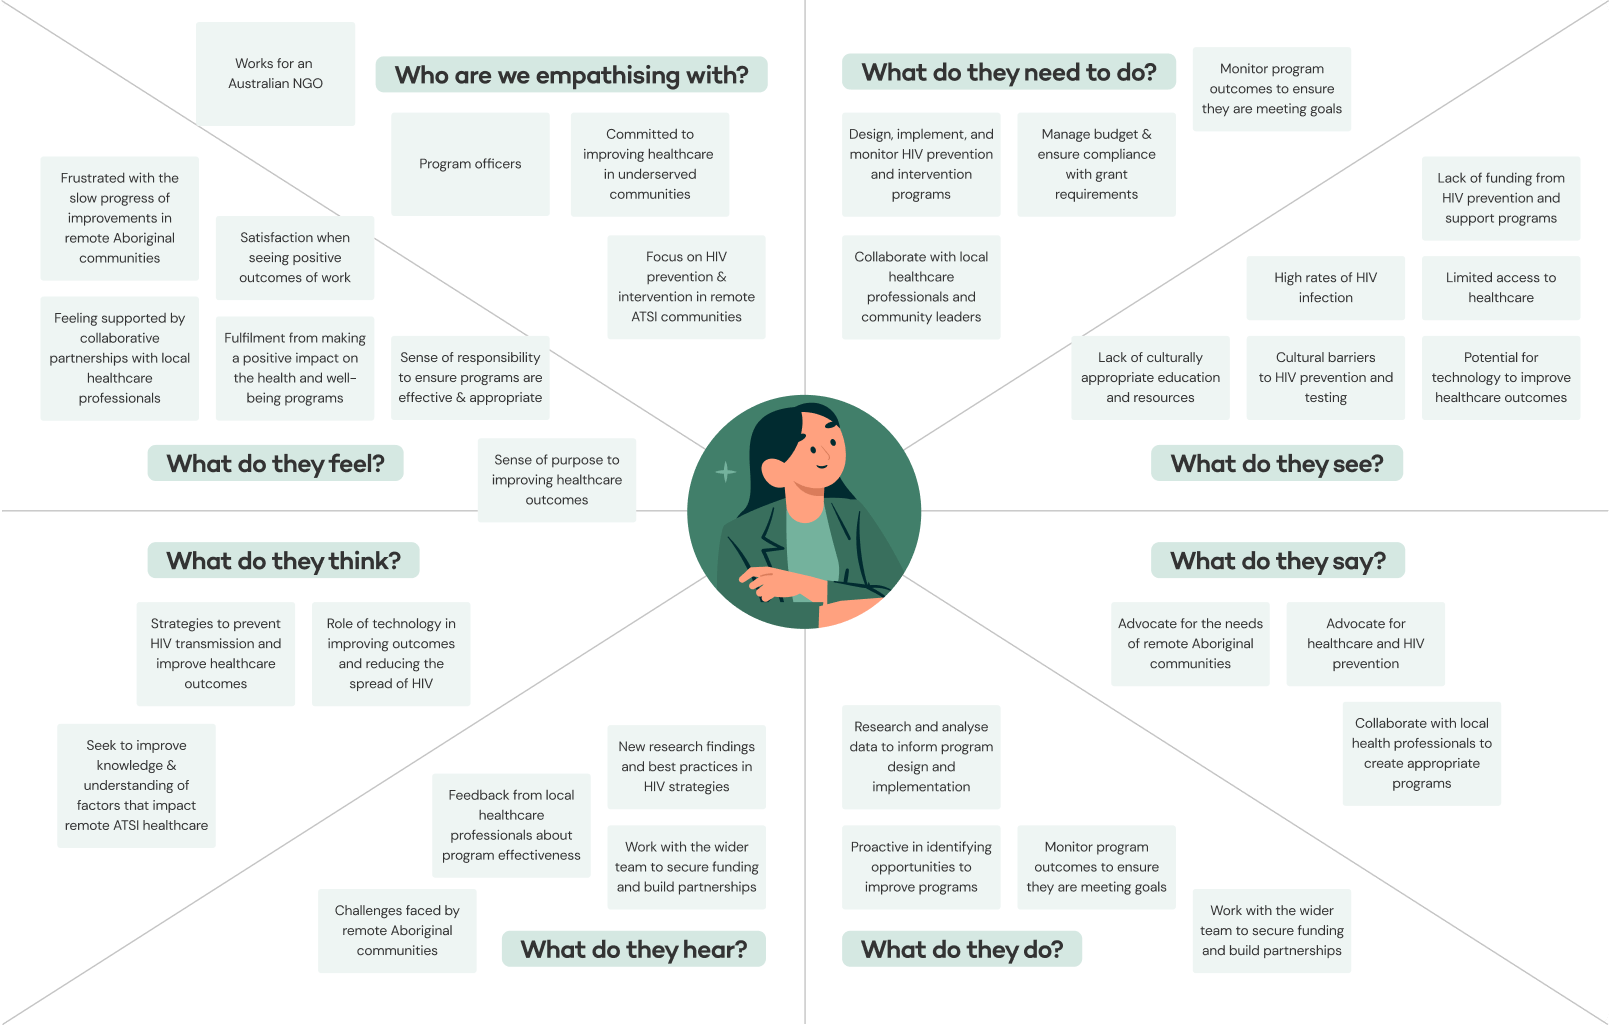 Who are we empathising with?
Works for an
Australian NGO
Program officers
Committed to
improving healthcare
in underserved
communities
Focus on HIV
prevention &
intervention in remote
ATSI communities
What do they need to do?
Monitor program
outcomes to ensure
they are meeting goals
Design, implement, and
monitor HIV prevention
and intervention
programs
Manage budget &
ensure compliance
with grant
requirements
Collaborate with local
healthcare
professionals and
community leaders
Lack of funding from
HIV prevention and
support programs
High rates of HIV
infection
Limited access to
healthcare
Lack of culturally
appropriate education
and resources
Cultural barriers
to HIV prevention and
testing
Potential for
technology to improve
healthcare outcomes
What do they see?
Frustrated with the
slow progress of
improvements in
remote Aboriginal
communities
Satisfaction when
seeing positive
outcomes of work
Feeling supported by
collaborative
partnerships with local
healthcare
professionals
Fulfilment from making
a positive impact on
the health and well-
being programs
Sense of responsibility
to ensure programs are
effective & appropriate
What do they feel?
Sense of purpose to
improving healthcare
outcomes
What do they think?
Strategies to prevent
HIV transmission and
improve healthcare
outcomes
Role of technology in
improving outcomes
and reducing the
spread of HIV
Seek to improve
knowledge &
understanding of
factors that impact
remote ATSI healthcare
New research findings
and best practices in
HIV strategies
Feedback from local
healthcare
professionals about
program effectiveness
Work with the wider
team to secure funding
and build partnerships
Challenges faced by
remote Aboriginal
communities
What do they hear?
What do they say?
Advocate for the needs
of remote Aboriginal
communities
Advocate for
healthcare and HIV
prevention
Collaborate with local
health professionals to
create appropriate
programs
Research and analyse
data to inform program
design and
implementation
Proactive in identifying
opportunities to
improve programs
Monitor program
outcomes to ensure
they are meeting goals
Work with the wider
team to secure funding
and build partnerships
What do they do?